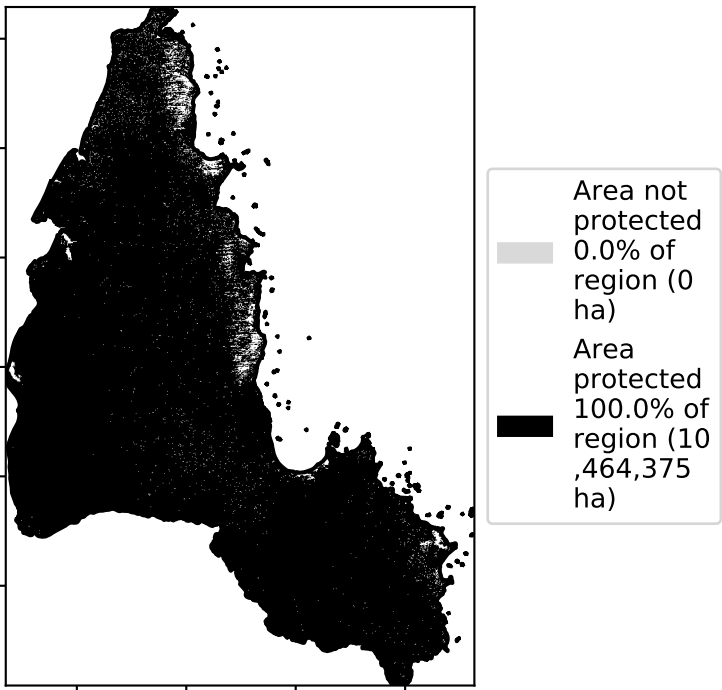 Area not
protected
0.0% of
region (0
ha)
Area
protected
100.0% of
region (10
,464,375
ha)